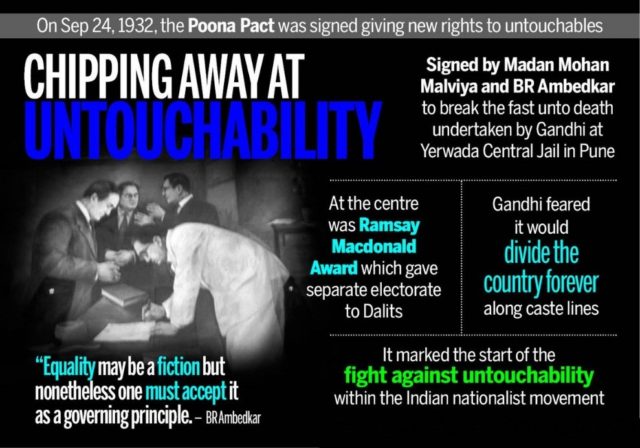 On Sep 24, 1932, the Poona Pact was signed giving new rights to untouchables
CHIPPING AWAY AT
UNTOUCHABILITY
Signed by Madan Mohan
Malviya and BR Ambedkar
to break the fast unto death
undertaken by Gandhi at
Yerwada Central Jail in Pune
At the centre
was Ramsay
Macdonald
Award which gave
separate electorate
to Dalits
Gandhi feared
it would
divide the
country forever
along caste lines
“Equality may be a fiction but
nonetheless one must accept it
as a governing principle. – BR Ambedkar
It marked the start of the
fight against untouchability
within the Indian nationalist movement